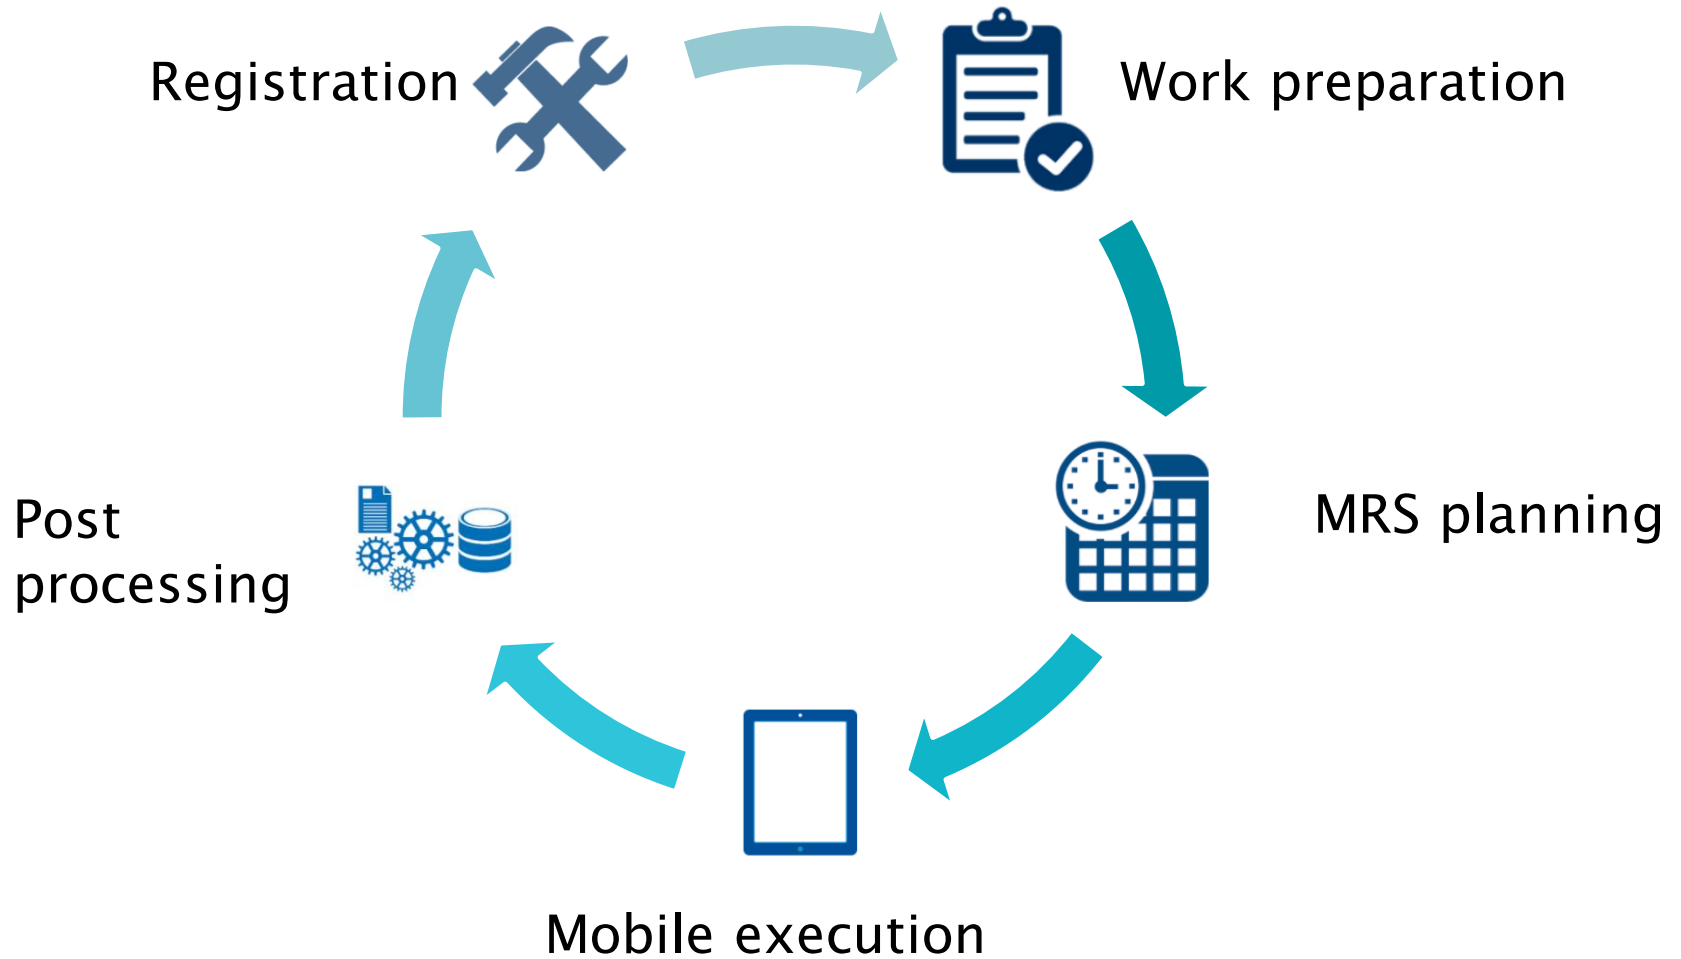 Registration
Work preparation
MRS planning
Post
processing
Mobile execution